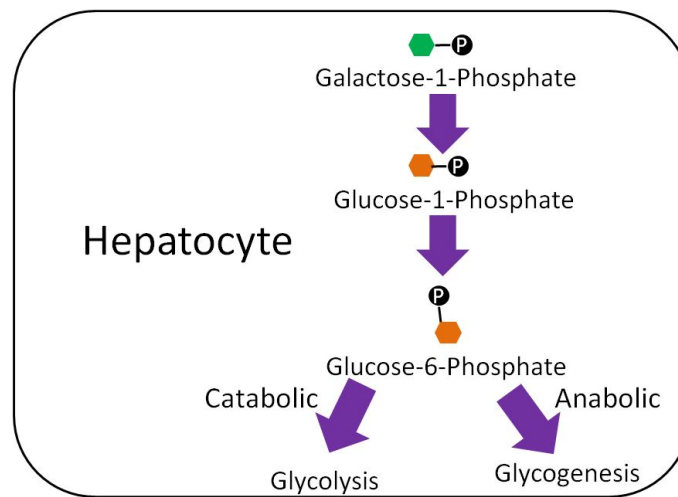 P
Galactose-1-Phosphate
P
Glucose-1-Phosphate
Hepatocyte
P
Glucose-6-Phosphate
Catabolic
Anabolic
Glycolysis
Glycogenesis